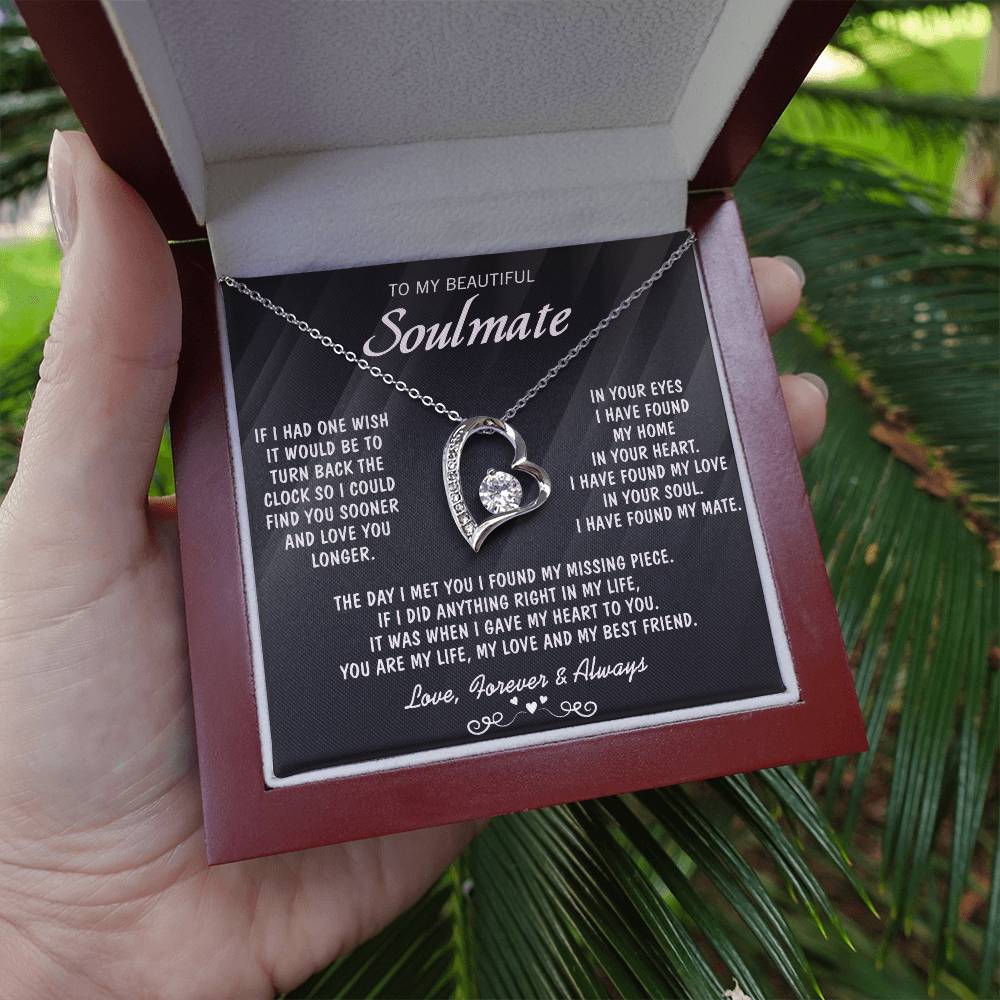 TO MY BEAUTIFUL
Soulmate
IF I HAD ONE WISH
IT WOULD BE TO
TURN BACK THE
CLOCK SO I COULD
FIND YOU SOONER
AND LOVE YOU
LONGER.
IN YOUR EYES
I HAVE FOUND
MY HOME
IN YOUR HEART.
I HAVE FOUND MY LOVE
IN YOUR SOUL.
I HAVE FOUND MY MATE.
THE DAY I MET YOU I FOUND MY MISSING PIECE.
IF I DID ANYTHING RIGHT IN MY LIFE,
IT WAS WHEN I GAVE MY HEART TO YOU.
YOU ARE MY LIFE, MY LOVE AND MY BEST FRIEND.
Love, Forever & Always